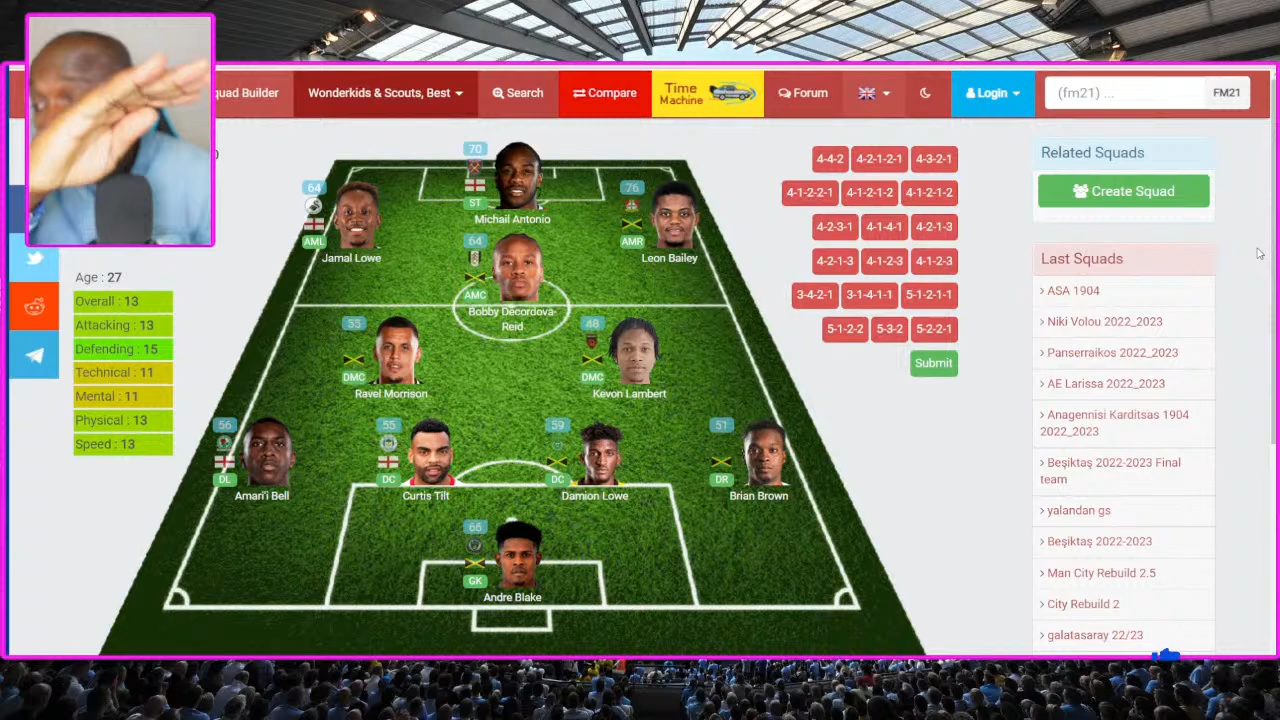 quad Builder
Wonderkids & Scouts, Best
Search
Compare
Time
Machine
Forum
Login
(fm21) ...
FM21
0
Age : 27
Overall : 13
Attacking : 13
Defending : 15
Technical : 11
Mental : 11
Physical : 13
Speed : 13
70
ST
Michail Antonio
64
AML
Jamal Lowe
76
AMR
Leon Bailey
64
AMC
Bobby Decordova-
Reid
55
DMC
Ravel Morrison
48
DMC
Kevon Lambert
56
DL
Amari'i Bell
55
DC
Curtis Tilt
59
DC
Damion Lowe
51
DR
Brian Brown
66
GK
Andre Blake
4-4-2 4-2-1-2-1 4-3-2-1
4-1-2-2-1 4-1-2-1-2 4-1-2-1-2
4-2-3-1 4-1-4-1 4-2-1-3
4-2-1-3 4-1-2-3 4-1-2-3
3-4-2-1 3-1-4-1-1 5-1-2-1-1
5-1-2-2 5-3-2 5-2-2-1
Submit
Related Squads
Create Squad
Last Squads
ASA 1904
Niki Volou 2022_2023
Panserraikos 2022_2023
AE Larissa 2022_2023
Anagennisi Karditsas 1904
2022_2023
Beşiktaş 2022-2023 Final
team
yalandan gs
Beşiktaş 2022-2023
Man City Rebuild 2.5
City Rebuild 2
galatasaray 22/23